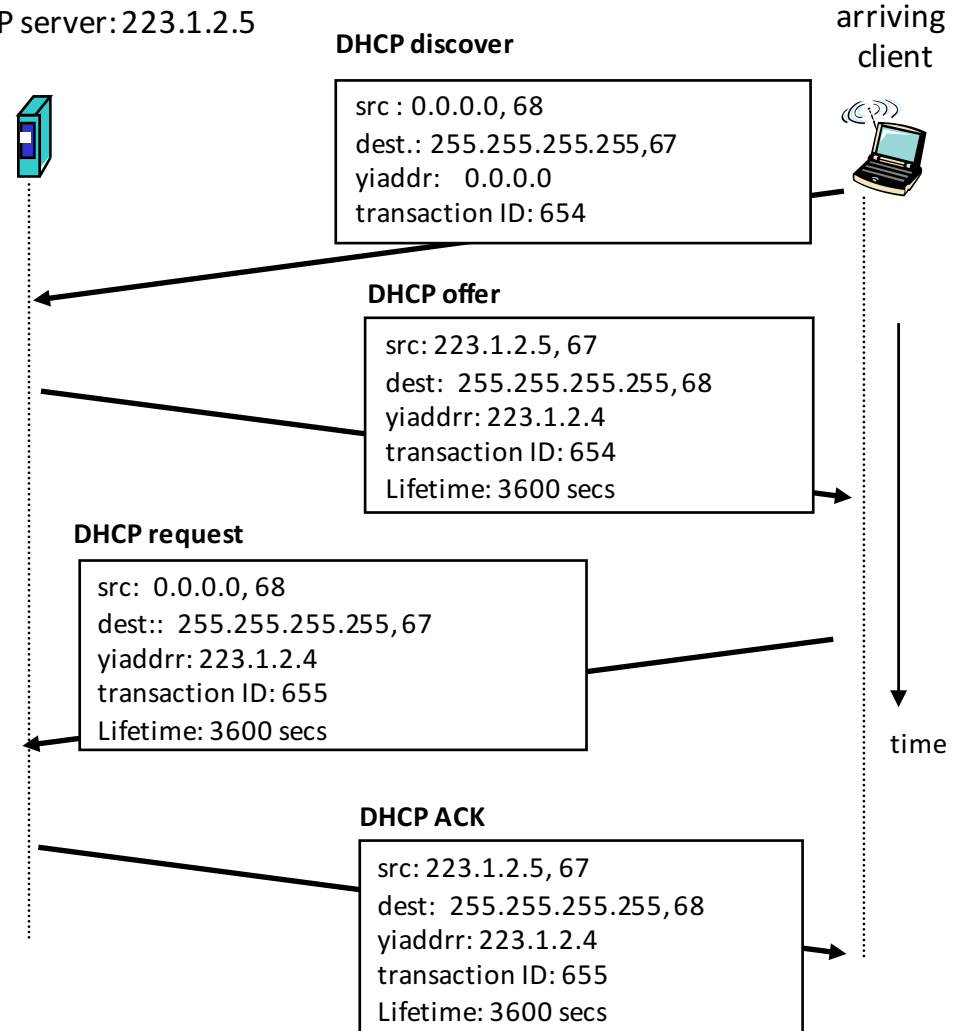 P server: 223.1.2.5
arriving
client
DHCP discover
src : 0.0.0.0, 68
dest.: 255.255.255.255,67
yiaddr: 0.0.0.0
transaction ID: 654
DHCP offer
src: 223.1.2.5, 67
dest: 255.255.255.255, 68
yiaddrr: 223.1.2.4
transaction ID: 654
Lifetime: 3600 secs
DHCP request
src: 0.0.0.0, 68
dest:: 255.255.255.255, 67
yiaddrr: 223.1.2.4
transaction ID: 655
Lifetime: 3600 secs
time
DHCP ACK
src: 223.1.2.5, 67
dest: 255.255.255.255, 68
yiaddrr: 223.1.2.4
transaction ID: 655
Lifetime: 3600 secs